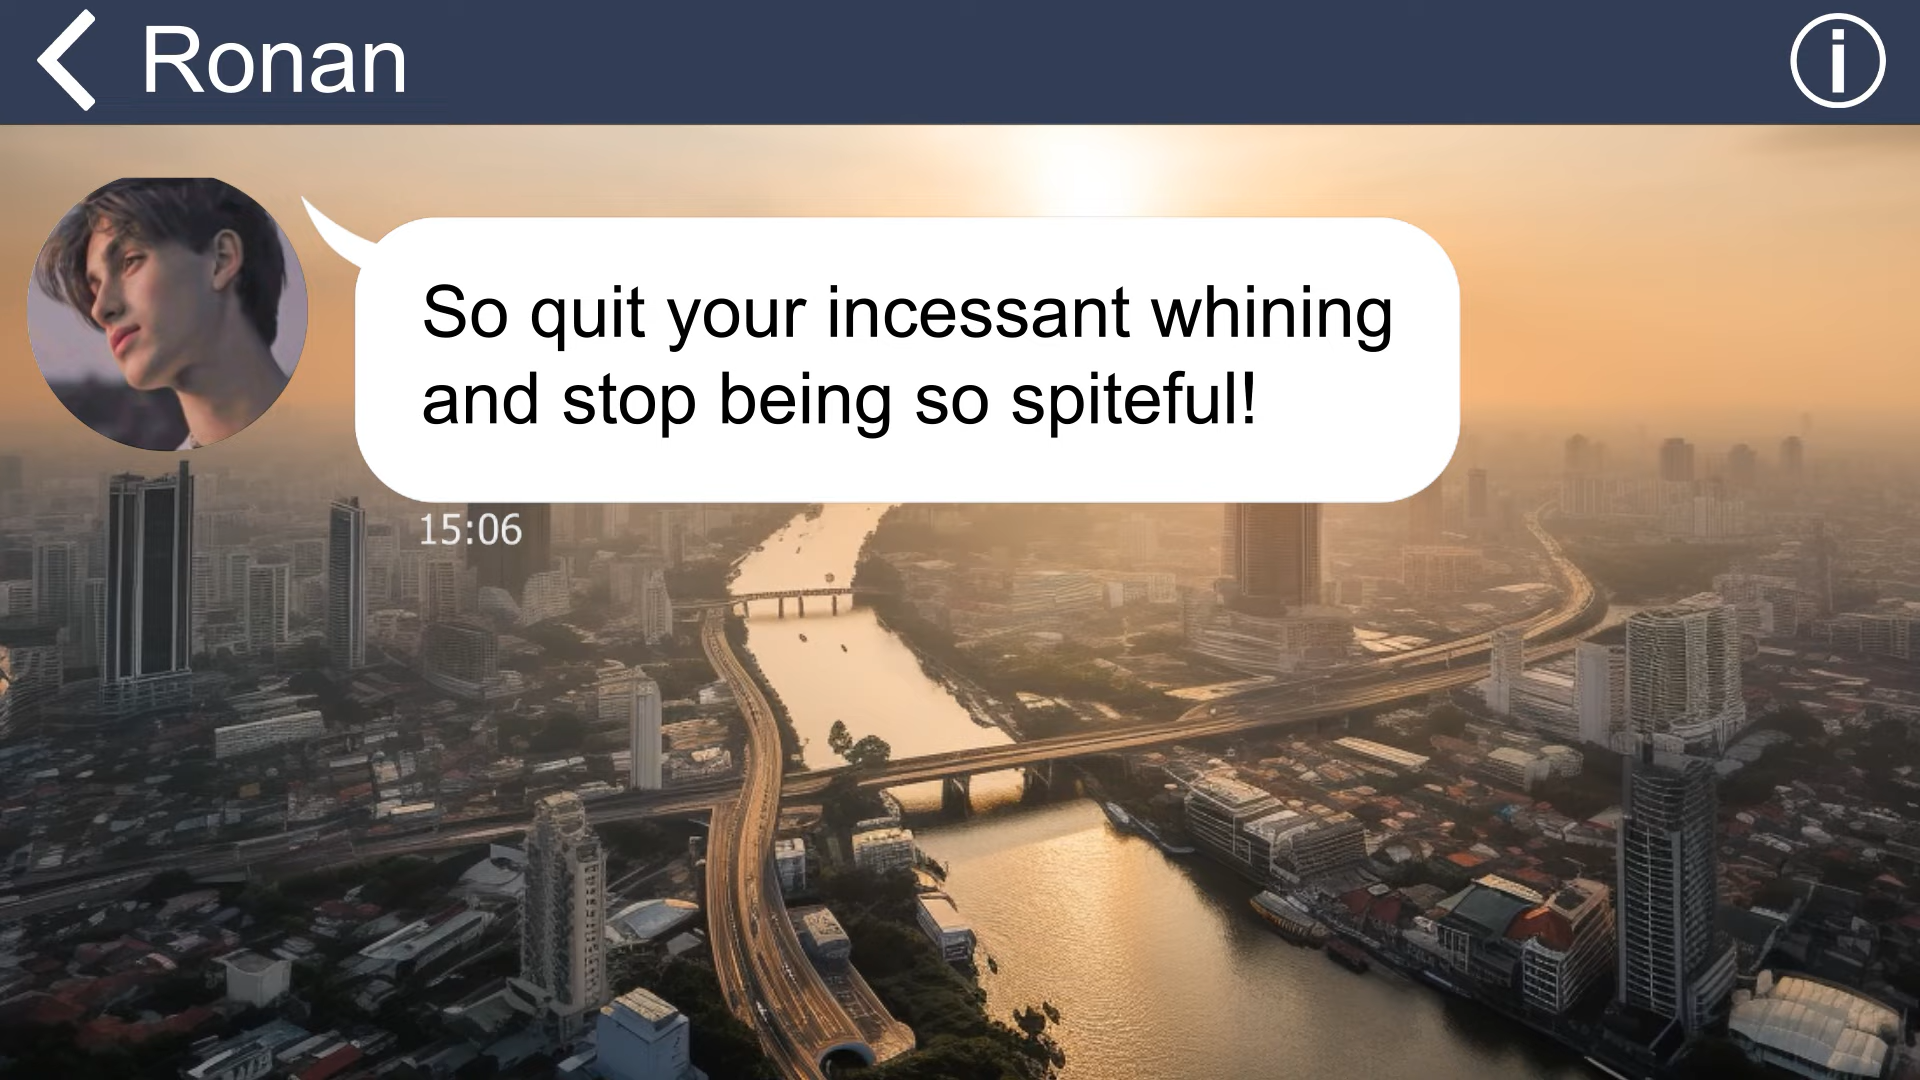 Ronan
So quit your incessant whining
and stop being so spiteful!
15:06